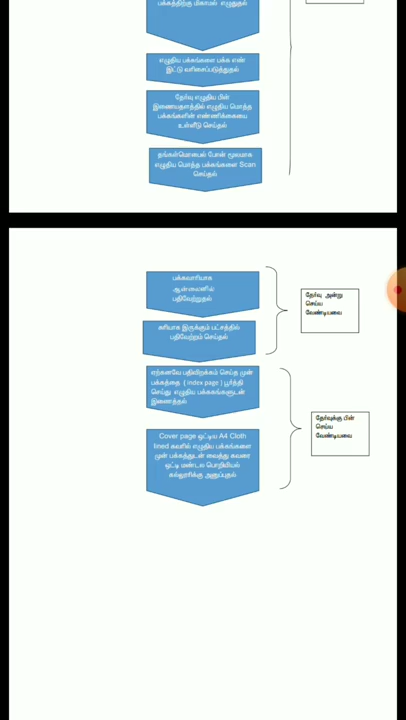 பக்கத்திற்கு மிகாமல் எழுதுதல்
எழுதிய பக்கங்களை பக்க எண்
இட்டு வரிசைப்படுத்துதல்
தேர்வு எழுதிய பின்
இணையதளத்தில் எழுதிய மொத்த
பக்கங்களின் எண்ணிக்கையை
உள்ளீடு செய்தல்
தங்கள்மொபைல் போன் மூலமாக
எழுதிய மொத்த பக்கங்களை Scan
செய்தல்
பக்கவாரியாக
ஆன்லைனில்
பதிவேற்றுதல்
சரியாக இருக்கும் பட்சத்தில்
பதிவேற்றம் செய்தல்
தேர்வு அன்று
செய்ய
வேண்டியவை
ஏற்கனவே பதிவிறக்கம் செய்த முன்
பக்கத்தை ( index page ) பூர்த்தி
செய்து எழுதிய பக்கங்களுடன்
இணைத்தல்
Cover page ஒட்டிய A4 Cloth
lined கவரில் எழுதிய பக்கங்களை
முன் பக்கத்துடன் வைத்து கவரை
ஒட்டி மண்டல பொறியியல்
கல்லூரிக்கு அனுப்புதல்
தேர்வுக்கு பின்
செய்ய
வேண்டியவை